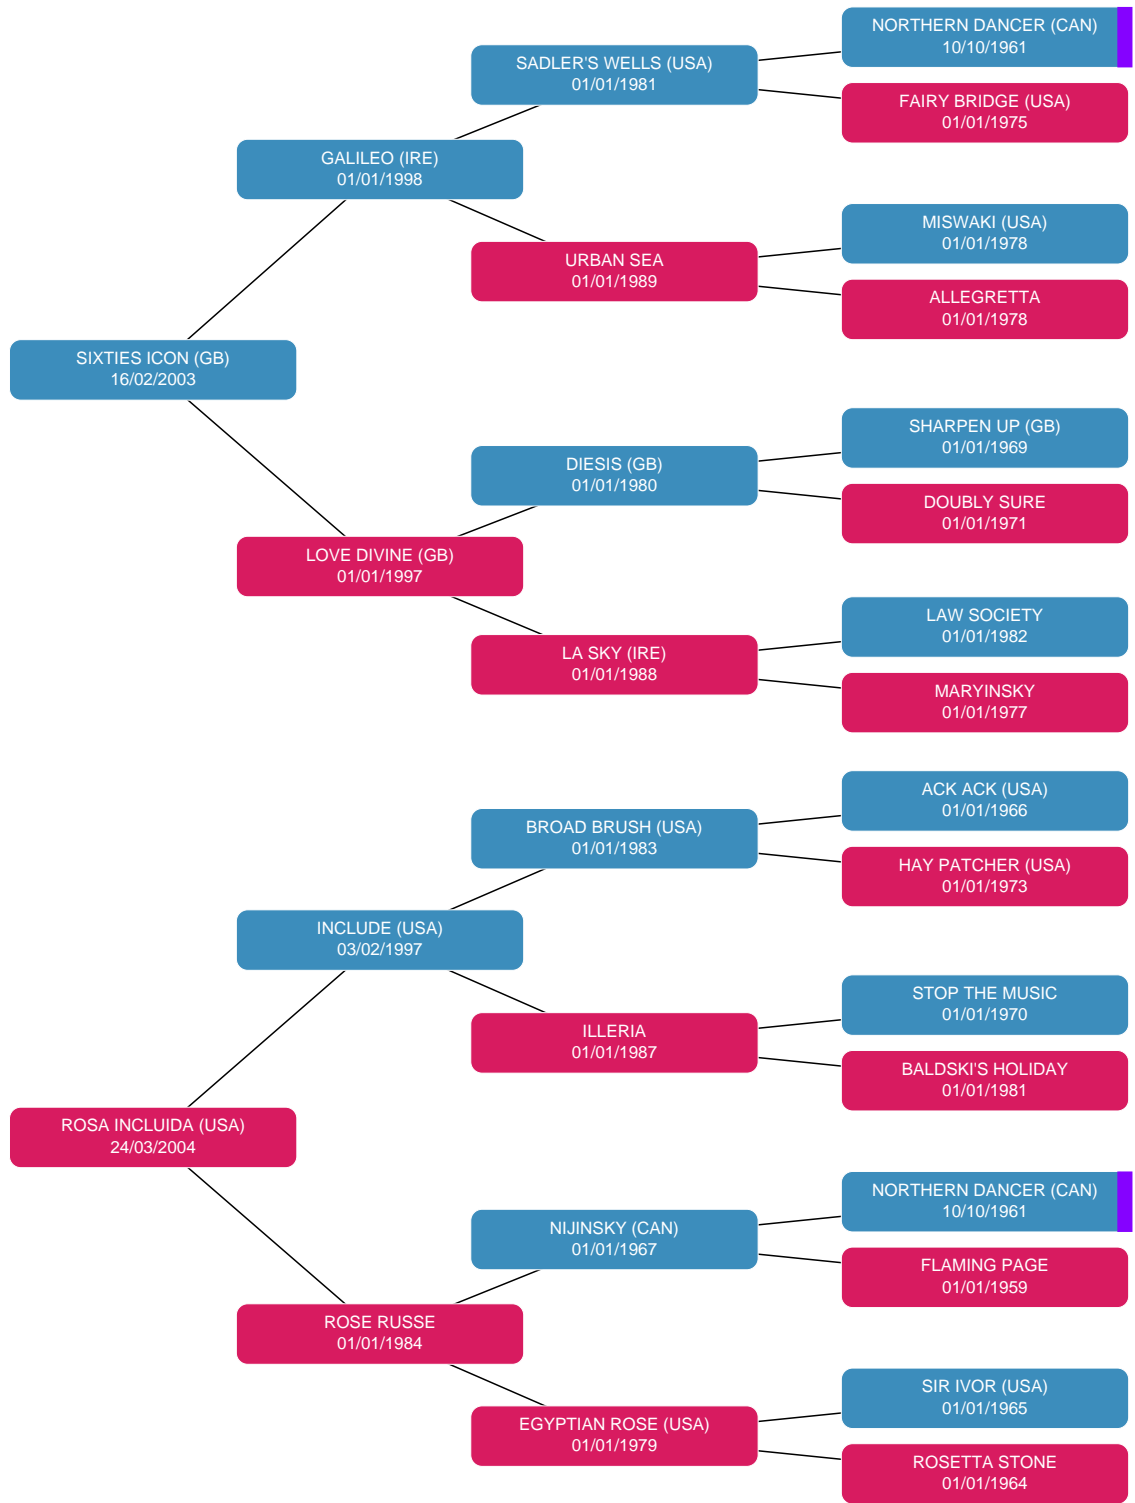 NORTHERN DANCER (CAN)
10/10/1961
SADLER'S WELLS (USA)
01/01/1981
FAIRY BRIDGE (USA)
01/01/1975
GALILEO (IRE)
01/01/1998
MISWAKI (USA)
01/01/1978
URBAN SEA
01/01/1989
ALLEGRETTA
01/01/1978
SIXTIES ICON (GB)
16/02/2003
SHARPEN UP (GB)
01/01/1969
DIESIS (GB)
01/01/1980
DOUBLY SURE
01/01/1971
LOVE DIVINE (GB)
01/01/1997
LAW SOCIETY
01/01/1982
LA SKY (IRE)
01/01/1988
MARYINSKY
01/01/1977
ACK ACK (USA)
01/01/1966
BROAD BRUSH (USA)
01/01/1983
HAY PATCHER (USA)
01/01/1973
INCLUDE (USA)
03/02/1997
STOP THE MUSIC
01/01/1970
ILLERIA
01/01/1987
BALDSKI'S HOLIDAY
01/01/1981
ROSA INCLUIDA (USA)
24/03/2004
NORTHERN DANCER (CAN)
10/10/1961
NIJINSKY (CAN)
01/01/1967
FLAMING PAGE
01/01/1959
ROSE RUSSE
01/01/1984
SIR IVOR (USA)
01/01/1965
EGYPTIAN ROSE (USA)
01/01/1979
ROSETTA STONE
01/01/1964